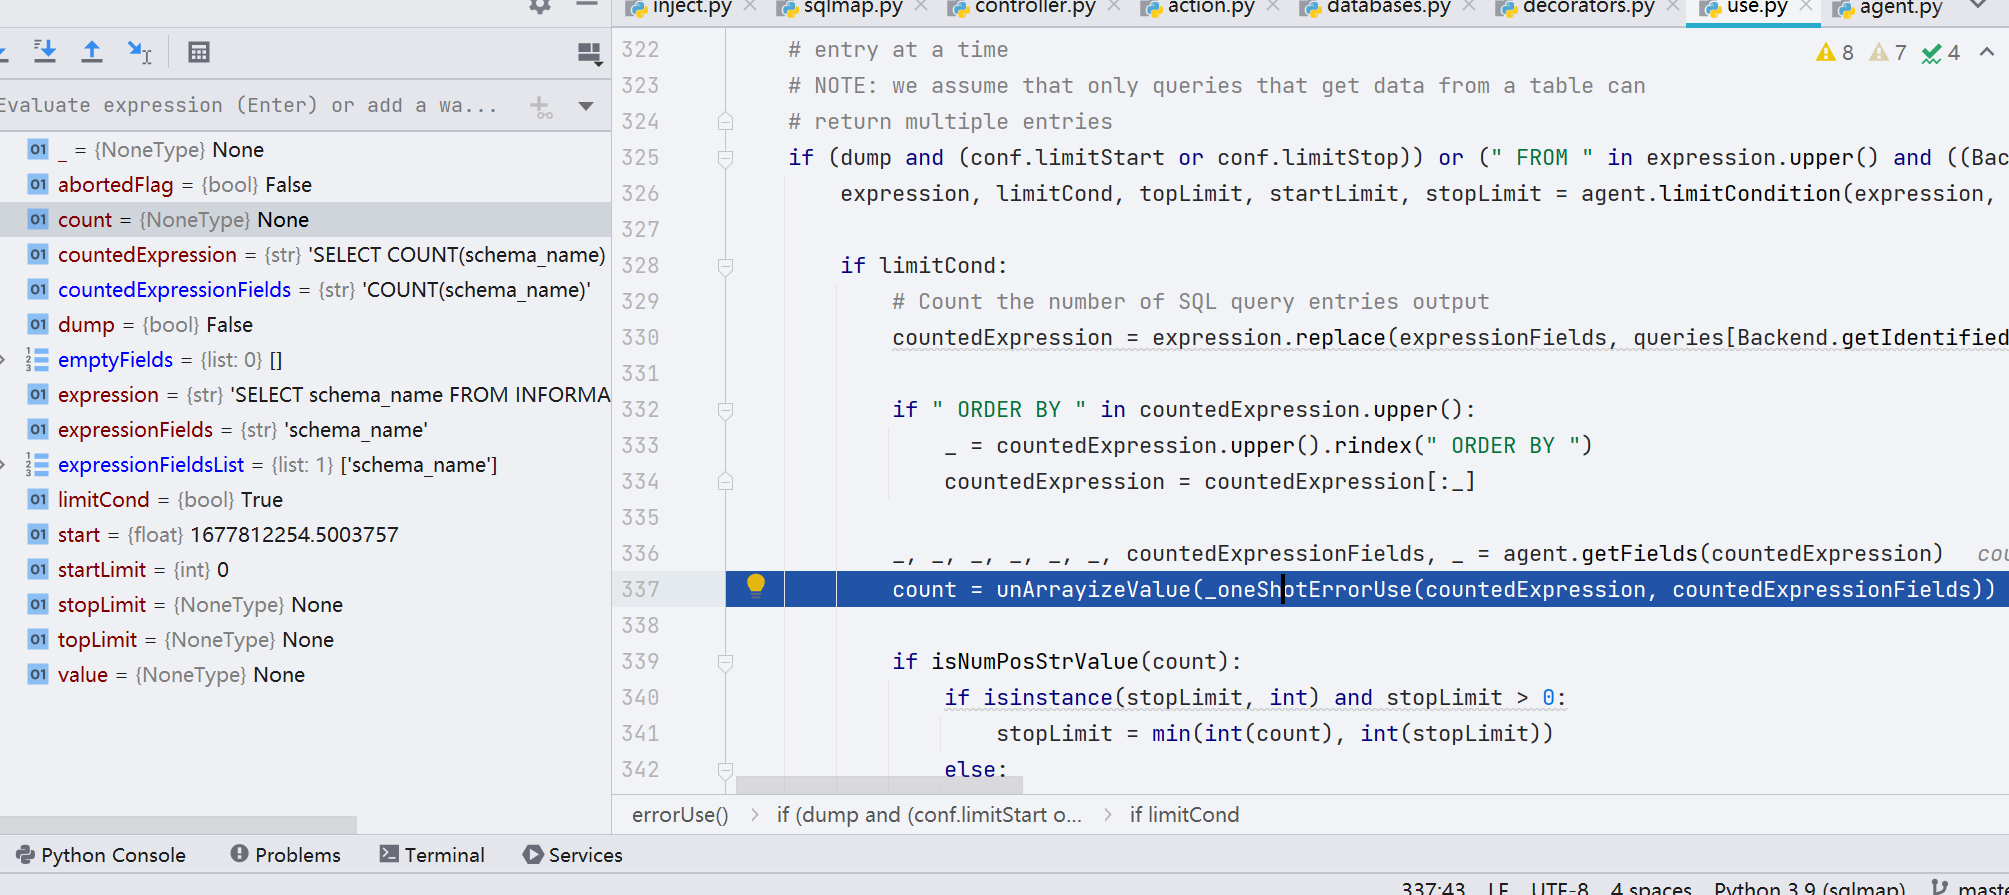 inject.py
sqlmap.py
controller.py
action.py
databases.py
decorators.py
use.py
agent.py
Evaluate expression (Enter) or add a wa...
_ = {NoneType} None
abortedFlag = {bool} False
count = {NoneType} None
countedExpression = {str} 'SELECT COUNT(schema_name)
countedExpressionFields = {str} 'COUNT(schema_name)'
dump = {bool} False
emptyFields = {list: 0} []
expression = {str} 'SELECT schema_name FROM INFORMA
expressionFields = {str} 'schema_name'
expressionFieldsList = {list: 1} ['schema_name']
limitCond = {bool} True
start = {float} 1677812254.5003757
startLimit = {int} 0
stopLimit = {NoneType} None
topLimit = {NoneType} None
value = {NoneType} None
8 7 4
322 # entry at a time
323 # NOTE: we assume that only queries that get data from a table can
324 # return multiple entries
325 if (dump and (conf.limitStart or conf.limitStop)) or (" FROM " in expression.upper() and ((Bac
326 expression, limitCond, topLimit, startLimit, stopLimit = agent.limitCondition(expression,
327
328 if limitCond:
329 # Count the number of SQL query entries output
330 countedExpression = expression.replace(expressionFields, queries[Backend.getIdentified
331
332 if " ORDER BY " in countedExpression.upper():
333 _ = countedExpression.upper().rindex(" ORDER BY ")
334 countedExpression = countedExpression[:_]
335
336 _, _, _, _, _, _, countedExpressionFields, _ = agent.getFields(countedExpression) cou
337 count = unArrayizeValue(_oneShotErrorUse(countedExpression, countedExpressionFields))
338
339 if isNumPosStrValue(count):
340 if isinstance(stopLimit, int) and stopLimit > 0:
341 stopLimit = min(int(count), int(stopLimit))
342 else:
errorUse() > if (dump and (conf.limitStart o... > if limitCond
Python Console
Problems
Terminal
Services
337:43 LF UTF-8 4 spaces Python 3.9 (sqlmap) maste